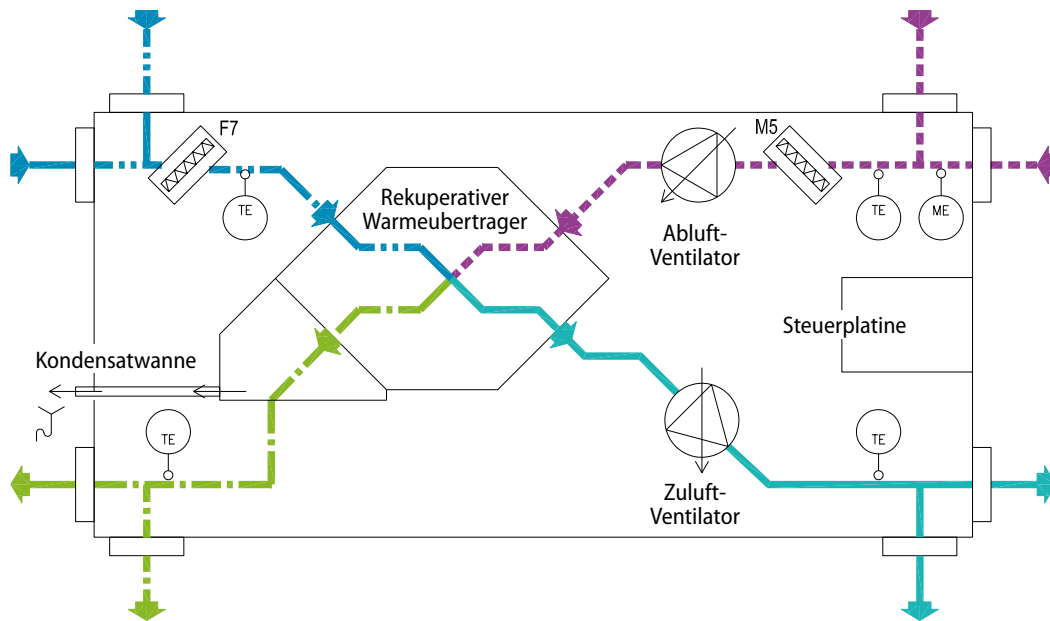 F7
M5
TE
Rekuperativer
Warmeubertrager
Abluft-
Ventilator
TE
ME
Steuerplatine
Kondensatwanne
TE
TE
Zuluft-
Ventilator